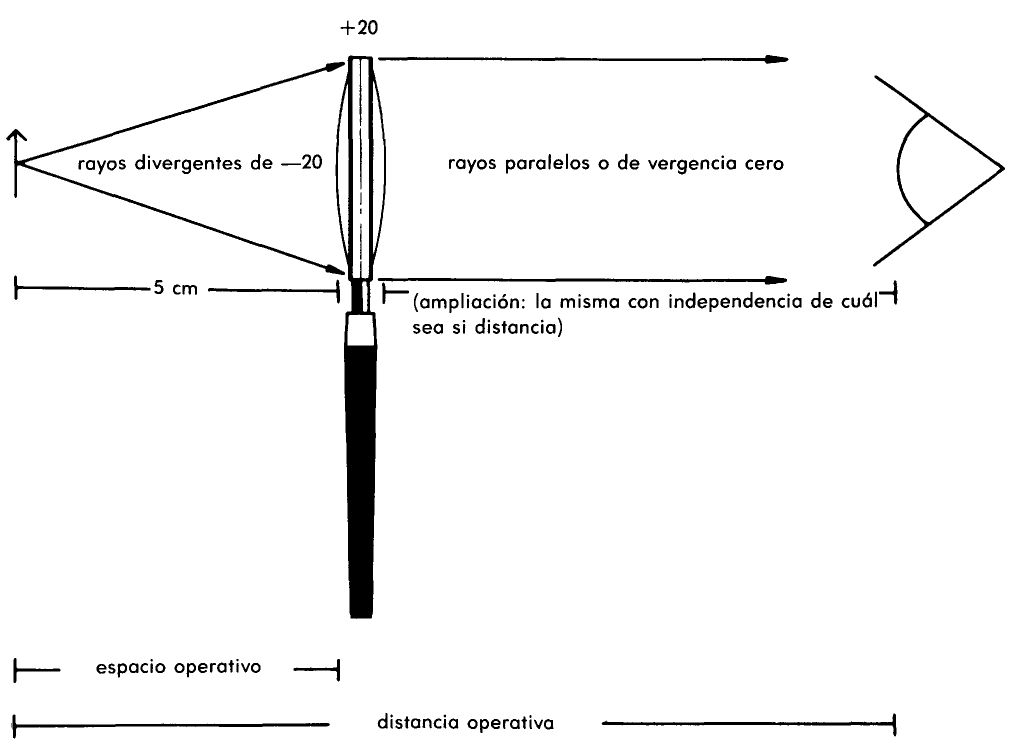 +20
rayos divergentes de —20
rayos paralelos o de vergencia cero
5 cm
(ampliación: la misma con independencia de cuál
sea si distancia)
espacio operativo
distancia operativa